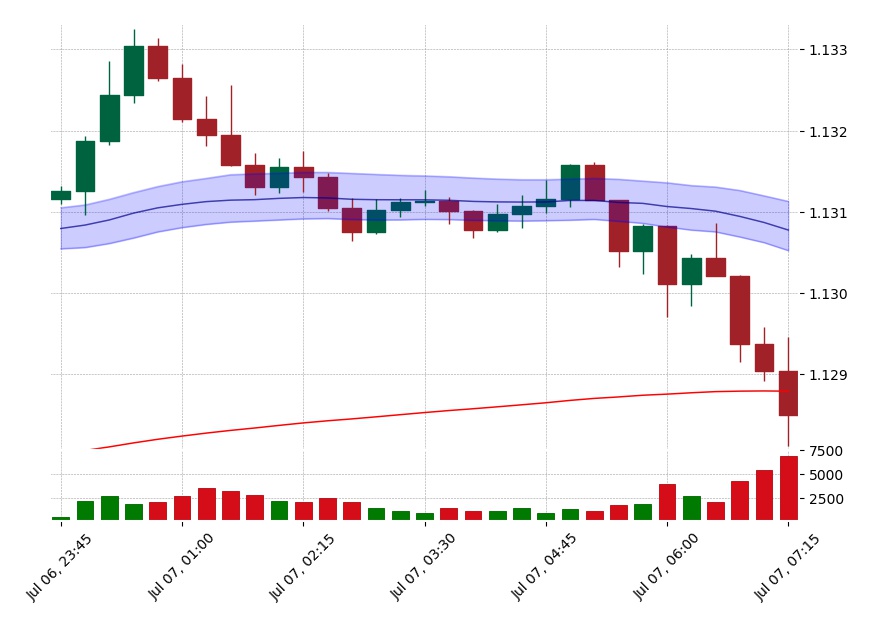 1.133
1.132
1.131
1.130
1.129
7500
5000
2500
Jul 06, 23:45
Jul 07, 01:00
Jul 07, 02:15
Jul 07, 03:30
Jul 07, 04:45
Jul 07, 06:00
Jul 07, 07:15